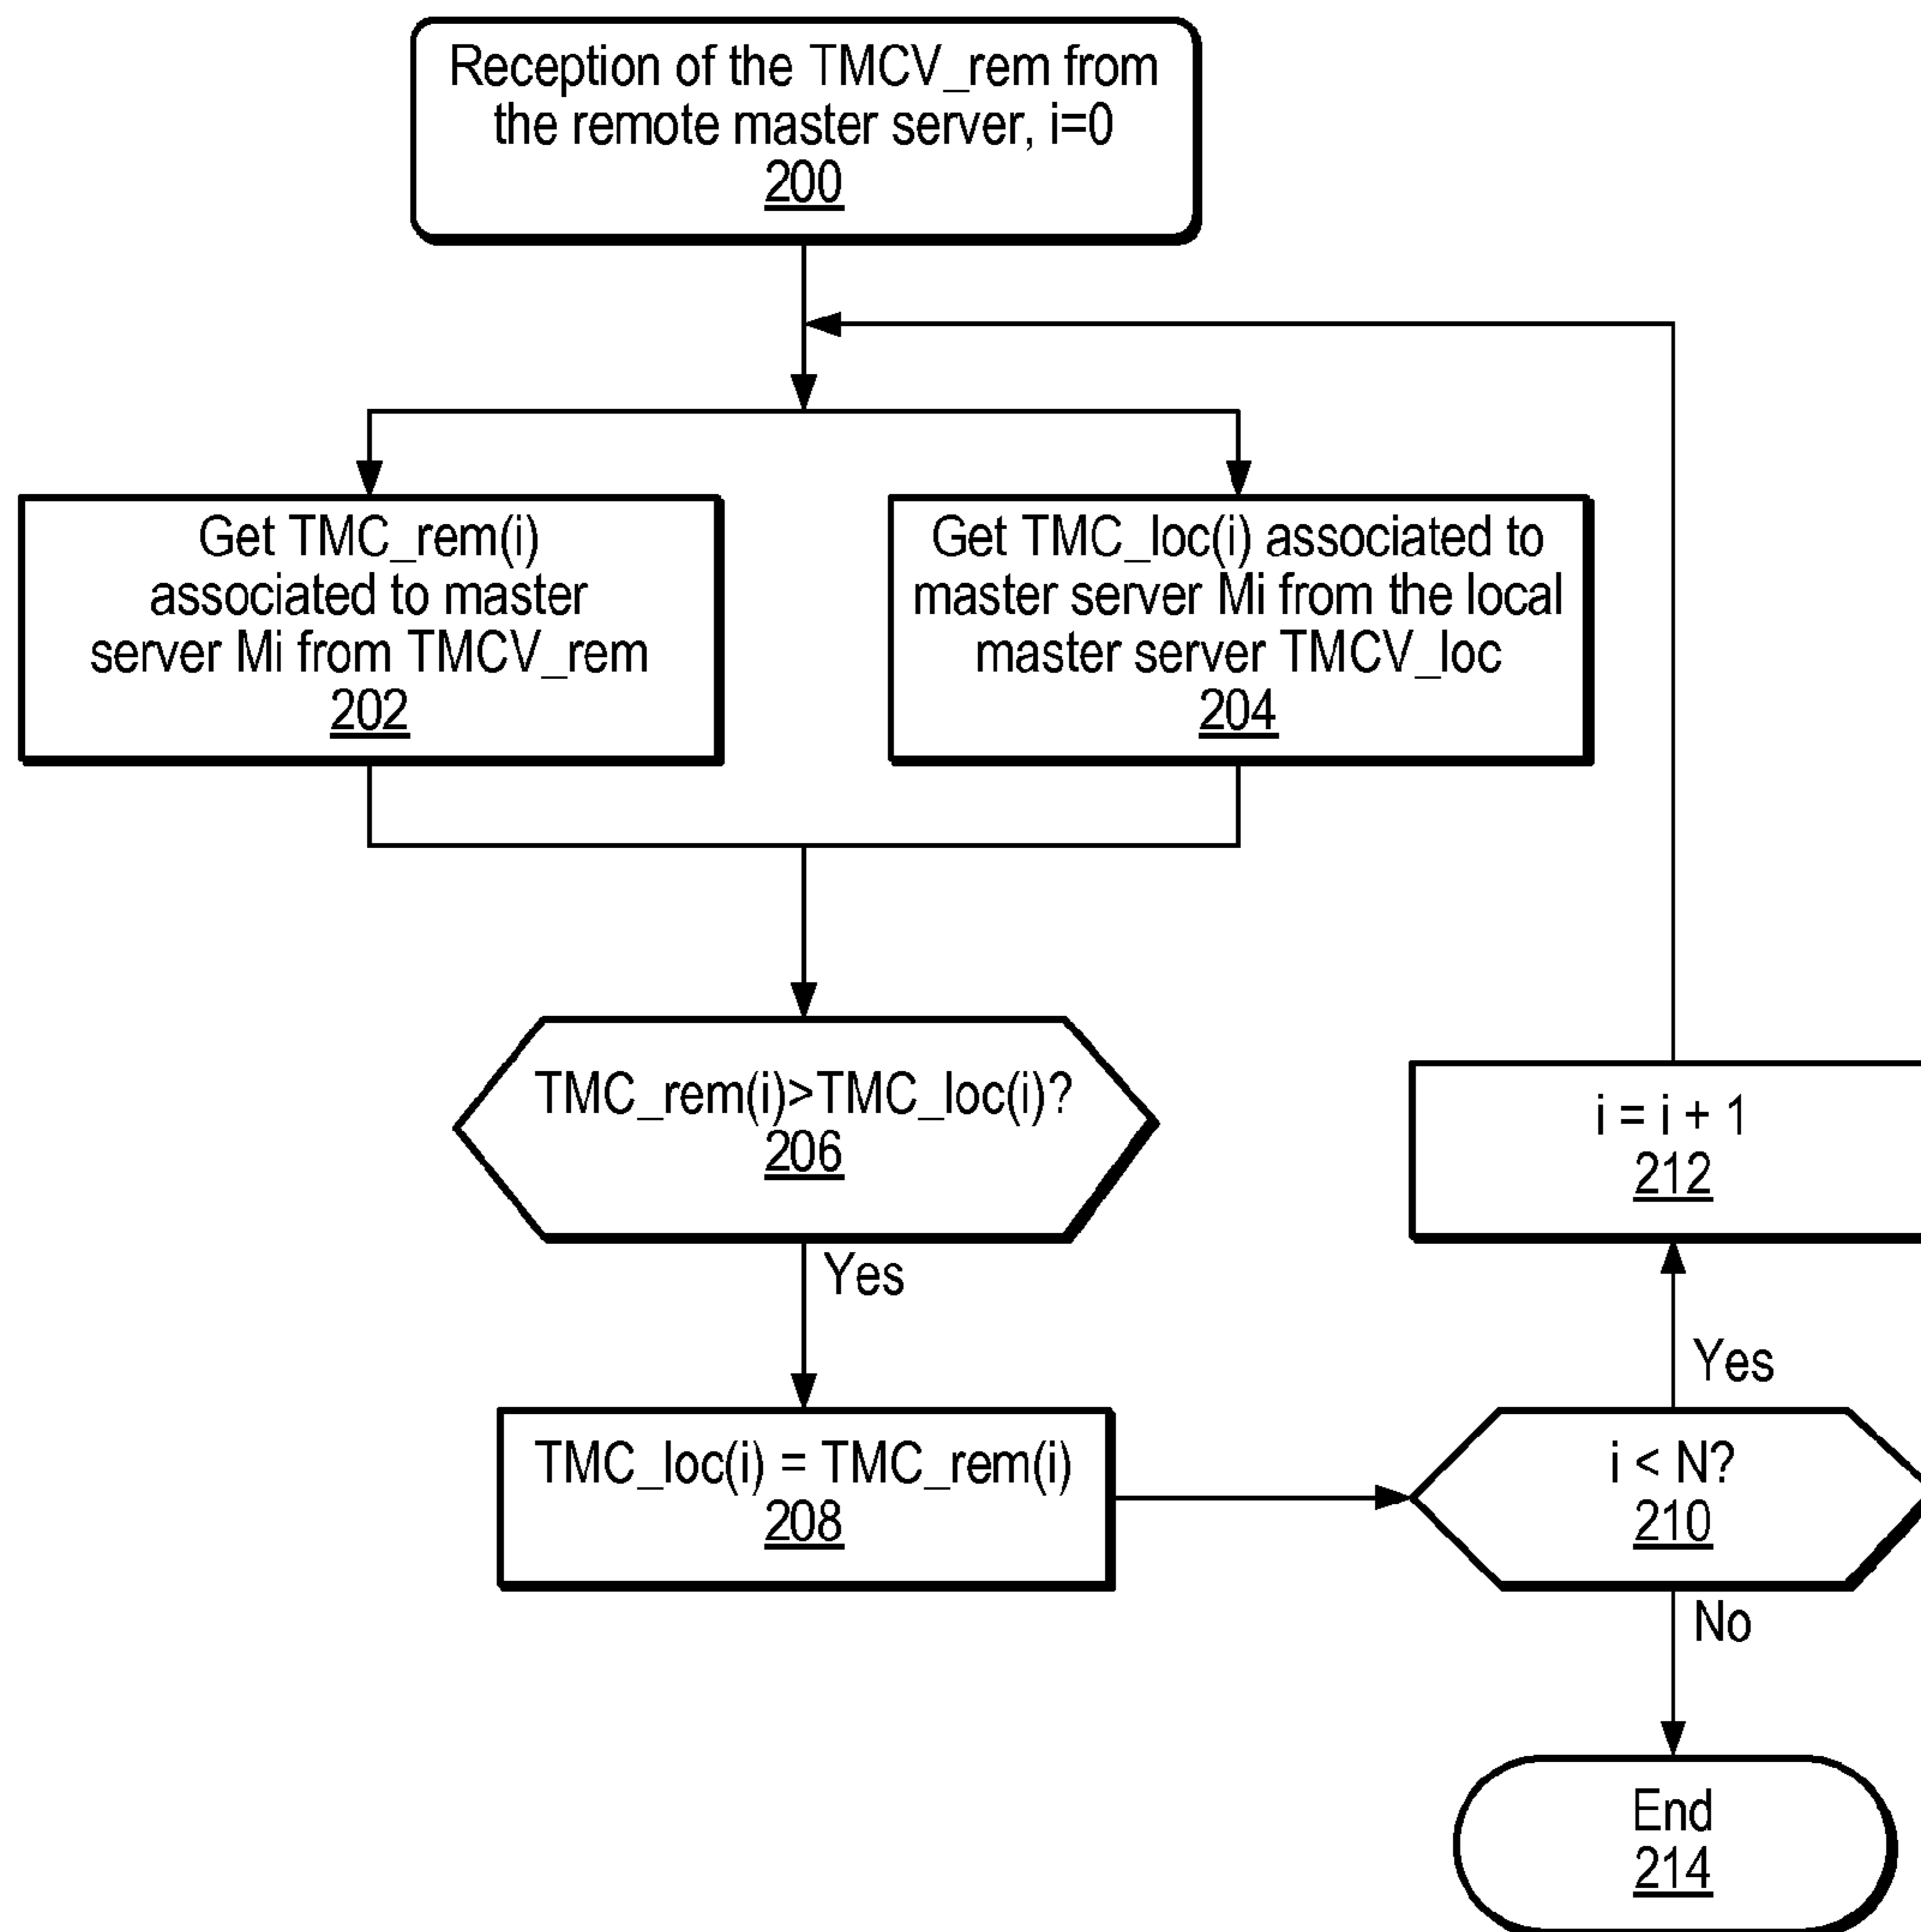 Reception of the TMCV_rem from
the remote master server, i=0
200
Get TMC_rem(i)
associated to master
server Mi from TMCV_rem
202
Get TMC_loc(i) associated to
master server Mi from the local
master server TMCV_loc
204
TMC_rem(i)>TMC_loc(i)?
206
Yes
TMC_loc(i) = TMC_rem(i)
208
i = i + 1
212
Yes
i < N?
210
No
End
214